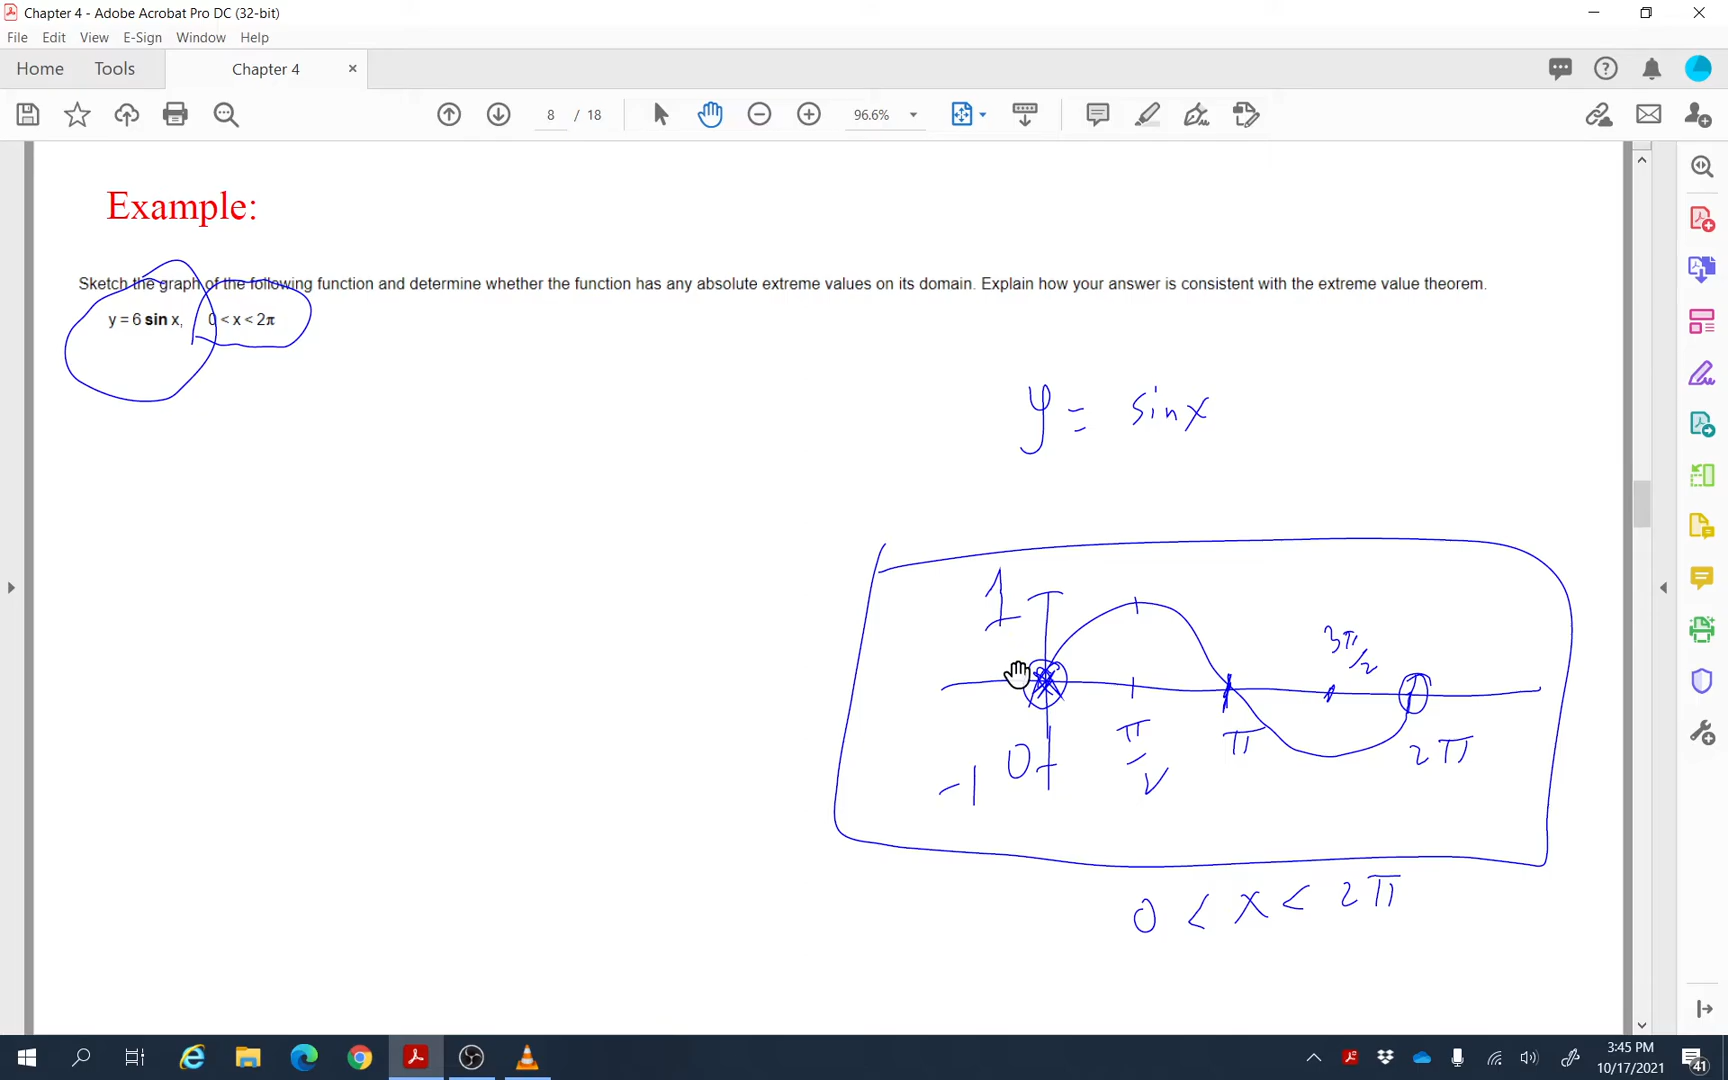 Chapter 4 - Adobe Acrobat Pro DC (32-bit)
File Edit View E-Sign Window Help
Home Tools Chapter 4
8 / 18 96.6%
Example:
Sketch the graph of the following function and determine whether the function has any absolute extreme values on its domain. Explain how your answer is consistent with the extreme value theorem.
y = 6 sin x, 0 < x < 2π
y = sin x
1
3π/2
0
π/2
π
2π
-1
0 < x < 2π
3:45 PM
10/17/2021
41